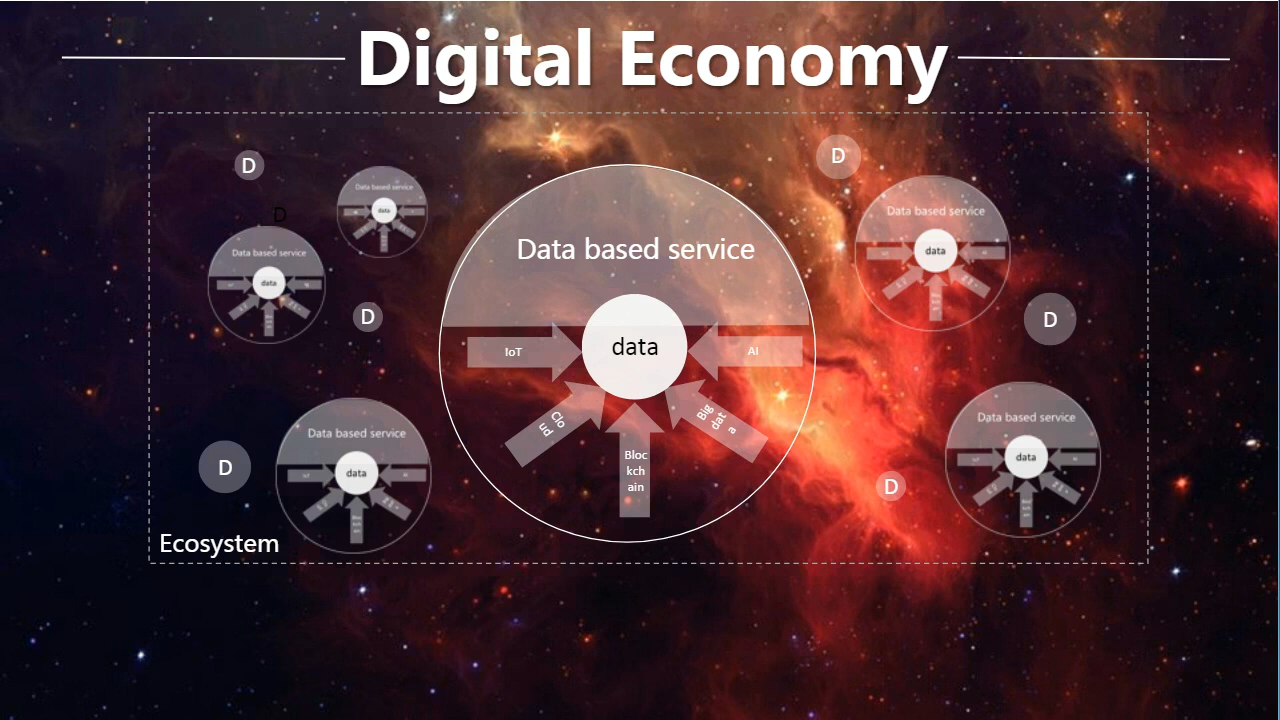 Digital Economy
D
Data based service
data
D
Data based service
data
D
D
Data based service
data
Ecosystem
Data based service
data
IoT
AI
Clo
ud
Big
dat
a
Bloc
kch
ain
D
Data based service
data
D
Data based service
data
D